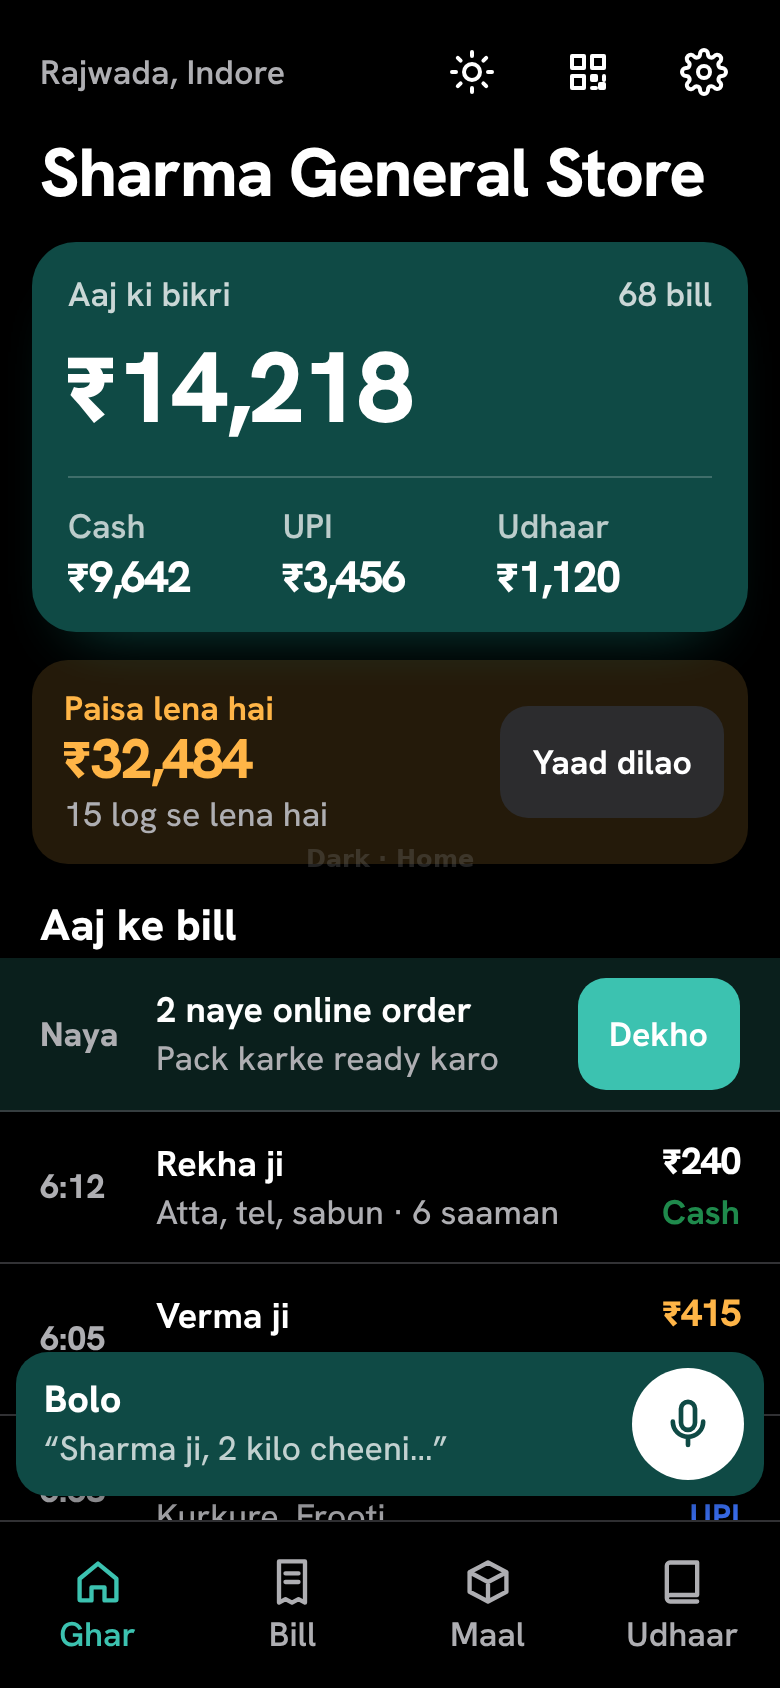 Rajwada, Indore
Sharma General Store
Aaj ki bikri 68 bill
₹14,218
Cash UPI Udhaar
₹9,642 ₹3,456 ₹1,120
Paisa lena hai
₹32,484
Yaad dilao
15 log se lena hai
Dark · Home
Aaj ke bill
Naya
2 naye online order
Pack karke ready karo
Dekho
6:12
Rekha ji ₹240
Atta, tel, sabun · 6 saaman Cash
6:05
Verma ji ₹415
Bolo
“Sharma ji, 2 kilo cheeni...”
Kurkure, Frooti UPI
Ghar Bill Maal Udhaar